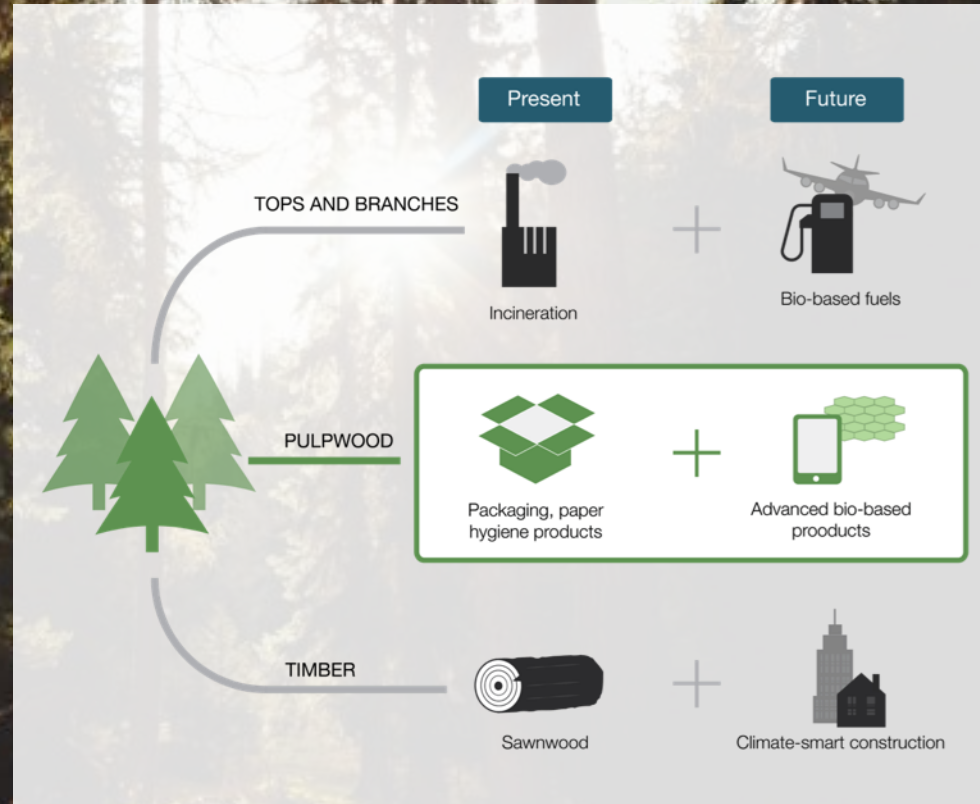 Present
Future
TOPS AND BRANCHES
Incineration
Bio-based fuels
PULPWOOD
Packaging, paper
hygiene products
Advanced bio-based
prooducts
TIMBER
Sawnwood
Climate-smart construction